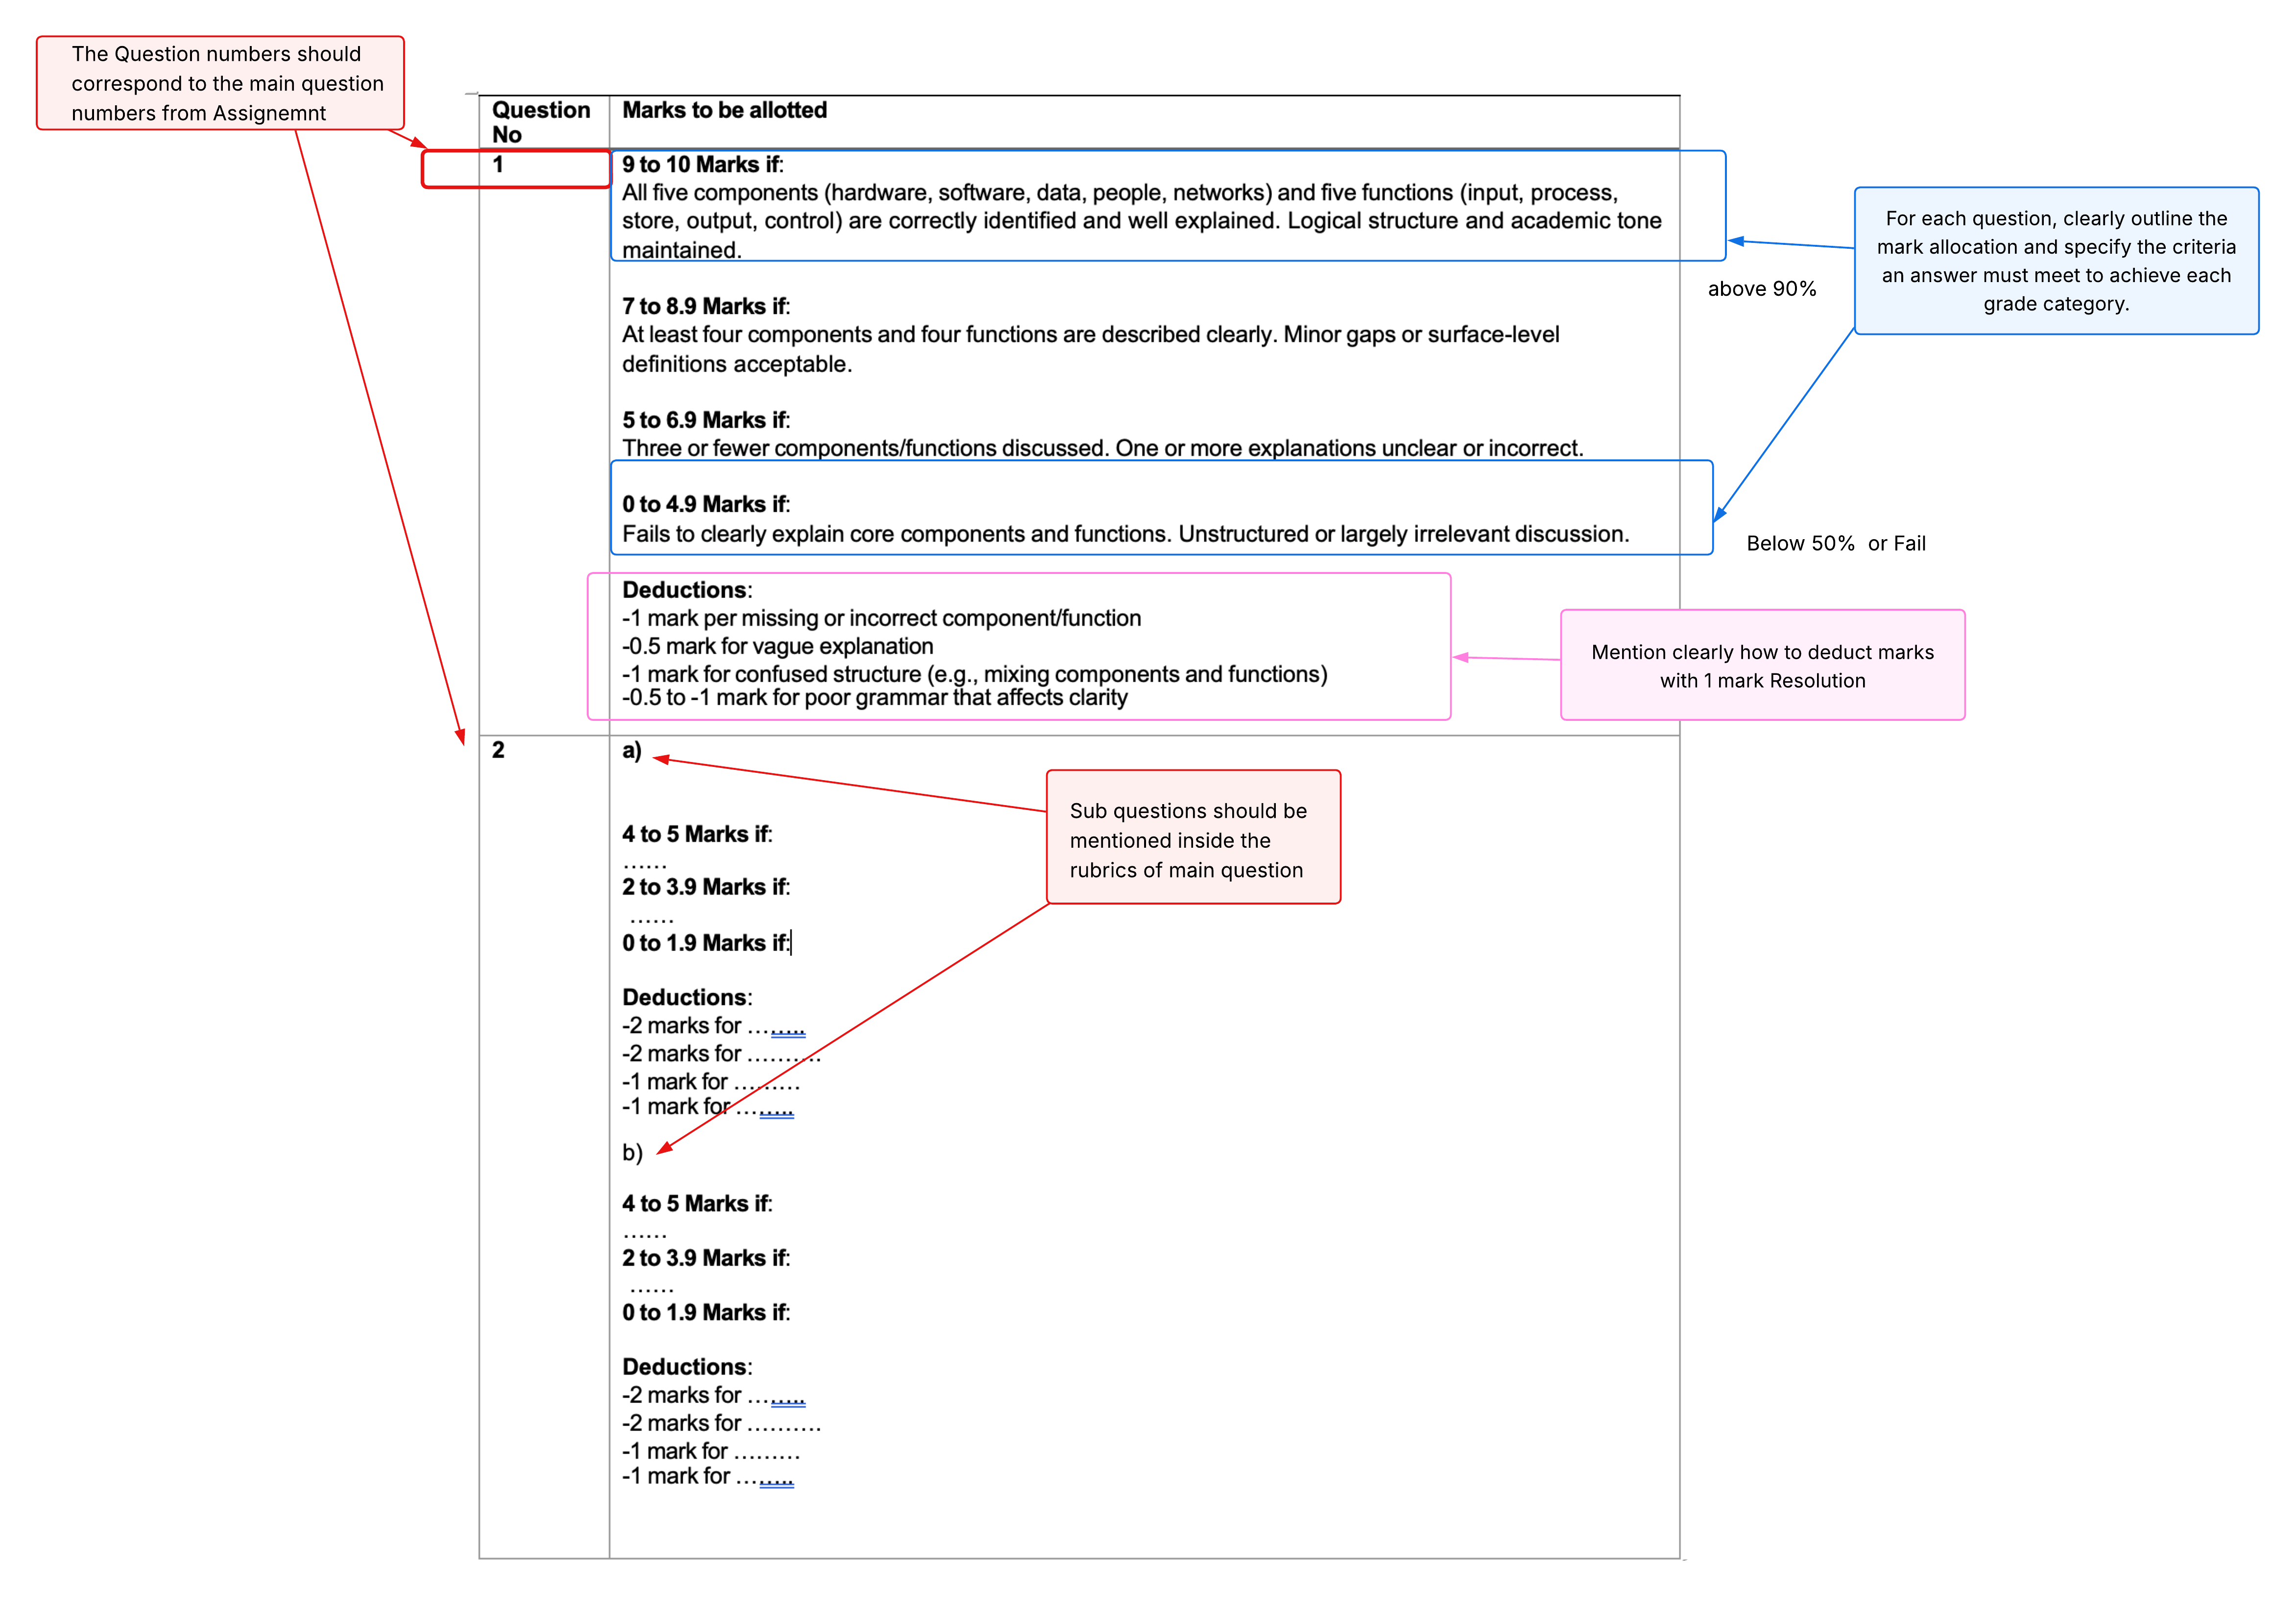 The Question numbers should
correspond to the main question
numbers from Assignemnt
Question
No
Marks to be allotted
1
9 to 10 Marks if:
All five components (hardware, software, data, people, networks) and five functions (input, process,
store, output, control) are correctly identified and well explained. Logical structure and academic tone
maintained.
For each question, clearly outline the
mark allocation and specify the criteria
an answer must meet to achieve each
grade category.
above 90%
7 to 8.9 Marks if:
At least four components and four functions are described clearly. Minor gaps or surface-level
definitions acceptable.
5 to 6.9 Marks if:
Three or fewer components/functions discussed. One or more explanations unclear or incorrect.
0 to 4.9 Marks if:
Fails to clearly explain core components and functions. Unstructured or largely irrelevant discussion.
Below 50%  or Fail
Deductions:
-1 mark per missing or incorrect component/function
-0.5 mark for vague explanation
-1 mark for confused structure (e.g., mixing components and functions)
-0.5 to -1 mark for poor grammar that affects clarity
Mention clearly how to deduct marks
with 1 mark Resolution
2
a)
Sub questions should be
mentioned inside the
rubrics of main question
4 to 5 Marks if:
......
2 to 3.9 Marks if:
......
0 to 1.9 Marks if:
Deductions:
-2 marks for ........
-2 marks for ..........
-1 mark for .........
-1 mark for ........
b)
4 to 5 Marks if:
......
2 to 3.9 Marks if:
......
0 to 1.9 Marks if:
Deductions:
-2 marks for ........
-2 marks for ..........
-1 mark for .........
-1 mark for ........